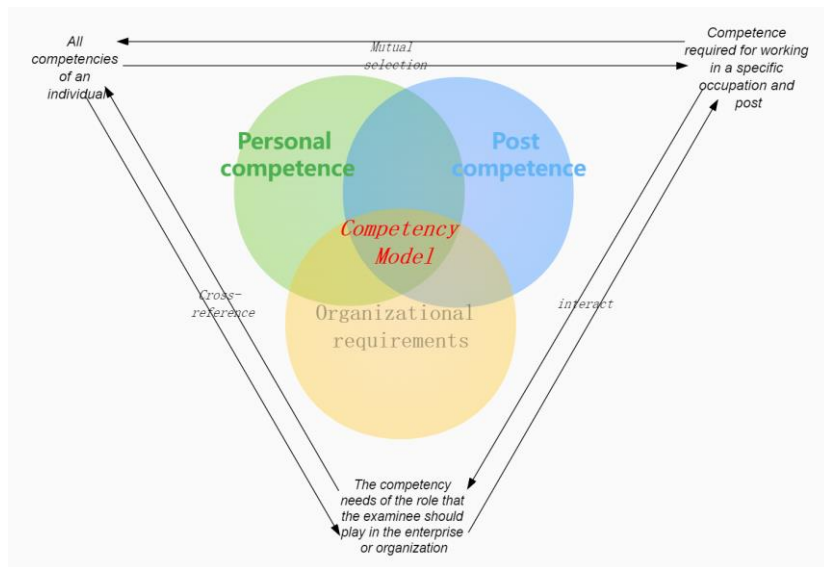 All
competencies
of an
individual
Mutual
selection
Competence
required for working
in a specific
occupation and
post
Personal
competence
Post
competence
Competency
Model
Cross-
reference
Organizational
requirements
interact
The competency
needs of the role that
the examinee should
play in the enterprise
or organization